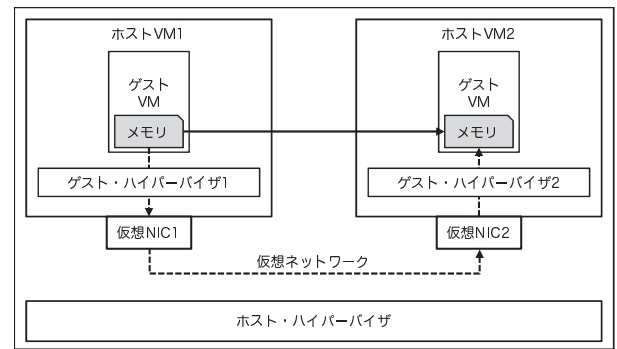 ホストVM1
ホストVM2
ゲスト
VM
メモリ
ゲスト
VM
メモリ
ゲスト・ハイパーバイザ1
ゲスト・ハイパーバイザ2
仮想NIC1
仮想NIC2
仮想ネットワーク
ホスト・ハイパーバイザ